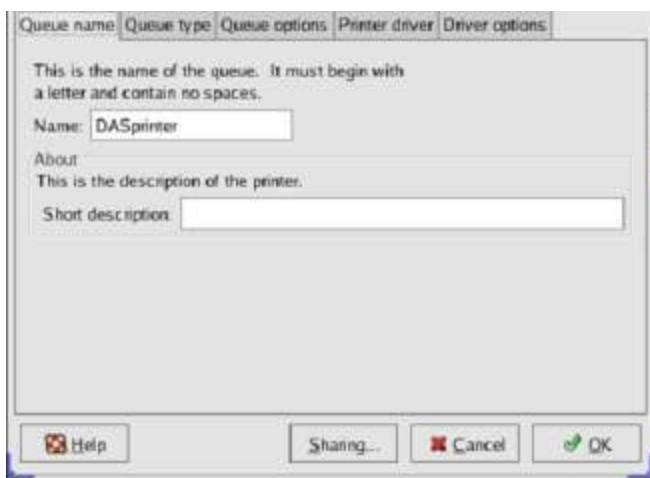 Queue name Queue type Queue options Printer driver Driver options
This is the name of the queue. It must begin with
a letter and contain no spaces.
Name: DASprinter
About
This is the description of the printer.
Short description:
Help Sharing... Cancel OK